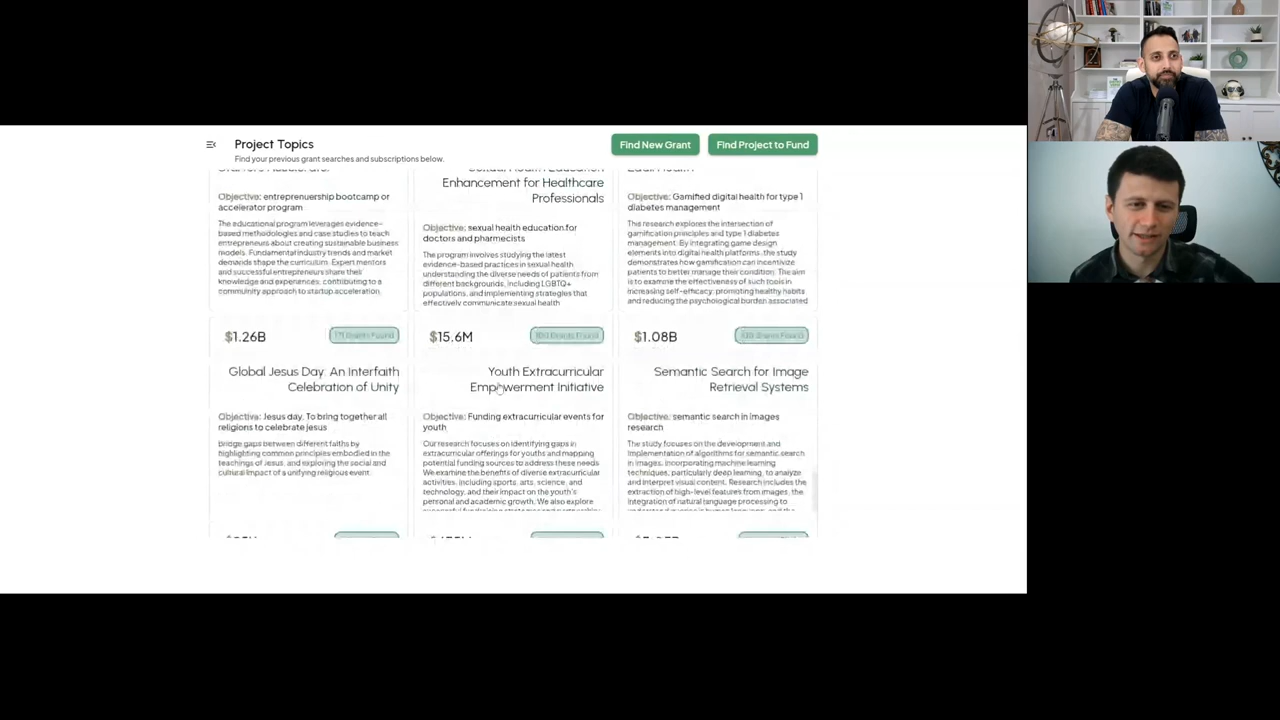 Project Topics
Find your previous grant searches and subscriptions below.
Find New Grant
Find Project to Fund
Objective: entreprenuership bootcamp or
accelerator program
The educational program leverages evidence-
based methodologies and case studies to teach
entrepreneurs about creating sustainable business
models. Fundamental industry trends and market
demands shape the curriculum. Expert mentors
and successful entrepreneurs share their
knowledge and experiences, contributing to a
community approach to startup acceleration.
$1.26B
Grants Found
Enhancement for Healthcare
Professionals
Objective: sexual health education for
doctors and pharmecists
The program involves studying the latest
evidence-based practices in sexual health
understanding the diverse needs of patients from
different backgrounds, including LGBTQ+
populations, and implementing strategies that
effectively communicate sexual health
$15.6M
Grants Found
Objective: Gamified digital health for type 1
diabetes management
This research explores the intersection of
gamification principles and type 1 diabetes
management. By integrating game design
elements into digital health platforms, the study
demonstrates how gamification can incentivize
patients to better manage their condition. The aim
is to examine the effectiveness of such tools in
increasing self-efficacy, promoting healthy habits
and reducing the psychological burden associated
$1.08B
Grants Found
Global Jesus Day: An Interfaith
Celebration of Unity
Objective: Jesus day. To bring together all
religions to celebrate jesus
Bridge gaps between different faiths by
highlighting common principles embodied in the
teachings of Jesus, and exploring the social and
cultural impact of a unifying religious event.
Youth Extracurricular
Empowerment Initiative
Objective: Funding extracurricular events for
youth
Our research focuses on identifying gaps in
extracurricular offerings for youths and mapping
potential funding sources to address these needs
We examine the benefits of diverse extracurricular
activities, including sports, arts, science, and
technology, and their impact on the youth's
personal and academic growth. We also explore
Semantic Search for Image
Retrieval Systems
Objective: semantic search in images
research
The study focuses on the development and
implementation of algorithms for semantic search
in images, incorporating machine learning
techniques, particularly deep learning, to analyze
and interpret visual content. Research includes the
extraction of high-level features from images, the
integration of natural language processing to